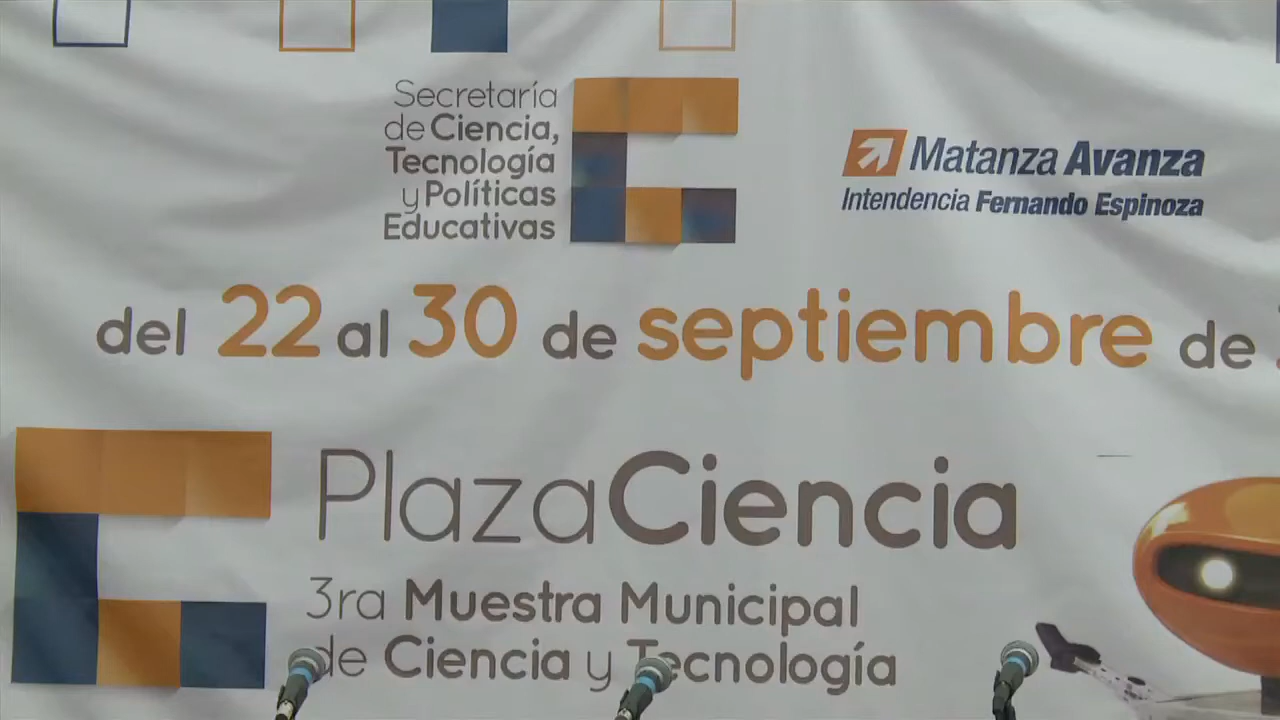 Secretaría
de Ciencia,
Tecnología
y Políticas
Educativas
Matanza Avanza
Intendencia Fernando Espinoza
del 22 al 30 de septiembre de
PlazaCiencia
3ra Muestra Municipal
de Ciencia y Tecnología